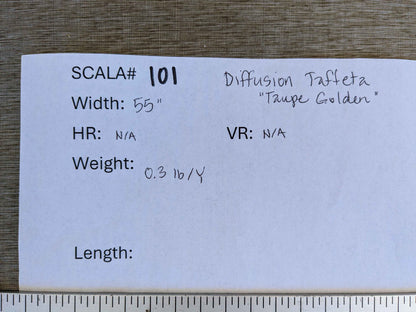 SCALA# 101 Diffusion Taffeta
Width: 55" "Taupe Golden"
HR: N/A VR: N/A
Weight: 0.3 lb/Y
Length: